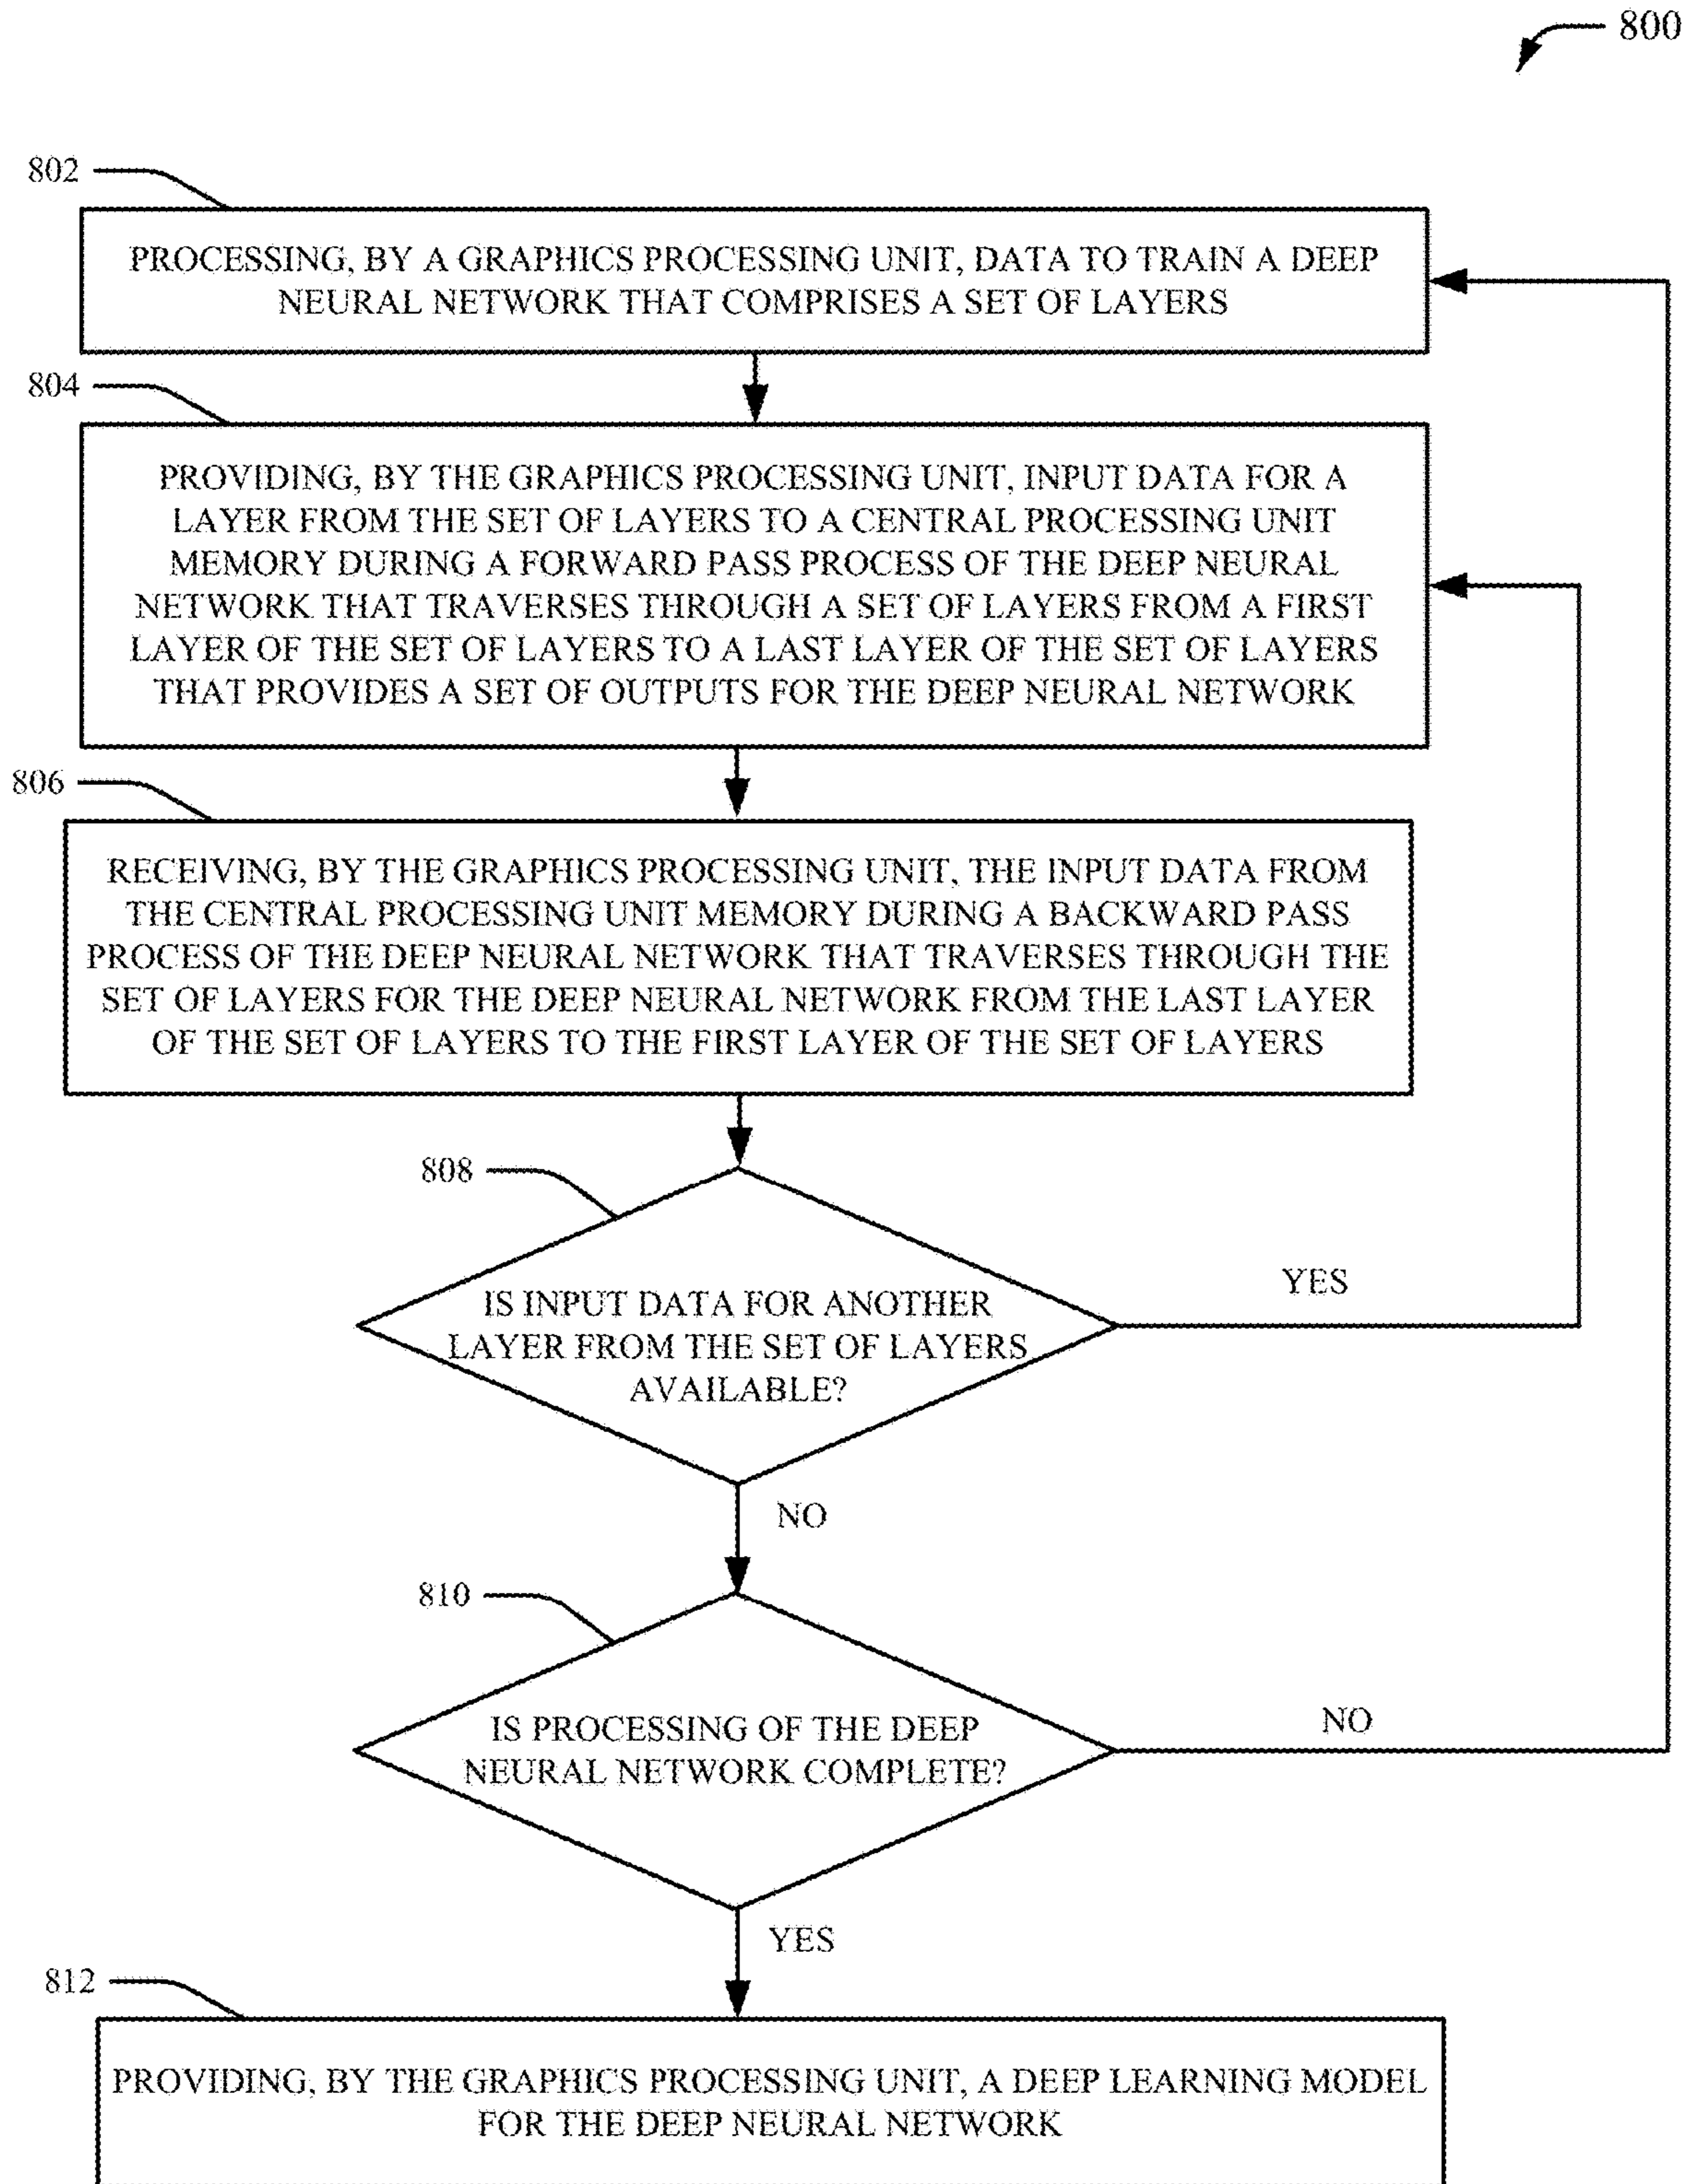 800
802
PROCESSING, BY A GRAPHICS PROCESSING UNIT, DATA TO TRAIN A DEEP
NEURAL NETWORK THAT COMPRISES A SET OF LAYERS
804
PROVIDING, BY THE GRAPHICS PROCESSING UNIT, INPUT DATA FOR A
LAYER FROM THE SET OF LAYERS TO A CENTRAL PROCESSING UNIT
MEMORY DURING A FORWARD PASS PROCESS OF THE DEEP NEURAL
NETWORK THAT TRAVERSES THROUGH A SET OF LAYERS FROM A FIRST
LAYER OF THE SET OF LAYERS TO A LAST LAYER OF THE SET OF LAYERS
THAT PROVIDES A SET OF OUTPUTS FOR THE DEEP NEURAL NETWORK
806
RECEIVING, BY THE GRAPHICS PROCESSING UNIT, THE INPUT DATA FROM
THE CENTRAL PROCESSING UNIT MEMORY DURING A BACKWARD PASS
PROCESS OF THE DEEP NEURAL NETWORK THAT TRAVERSES THROUGH THE
SET OF LAYERS FOR THE DEEP NEURAL NETWORK FROM THE LAST LAYER
OF THE SET OF LAYERS TO THE FIRST LAYER OF THE SET OF LAYERS
808
IS INPUT DATA FOR ANOTHER
LAYER FROM THE SET OF LAYERS
AVAILABLE?
YES
NO
810
IS PROCESSING OF THE DEEP
NEURAL NETWORK COMPLETE?
NO
YES
812
PROVIDING, BY THE GRAPHICS PROCESSING UNIT, A DEEP LEARNING MODEL
FOR THE DEEP NEURAL NETWORK